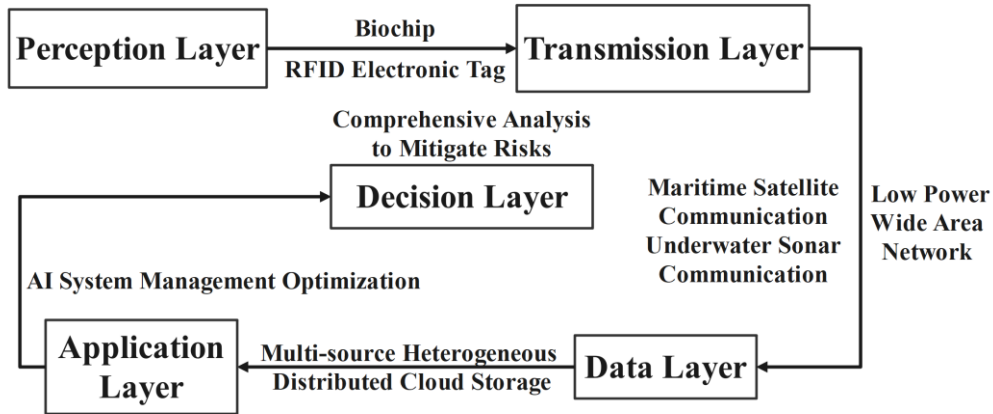 Perception Layer
Biochip
RFID Electronic Tag
Transmission Layer
Maritime Satellite
Communication
Underwater Sonar
Communication
Low Power
Wide Area
Network
Data Layer
Multi-source Heterogeneous
Distributed Cloud Storage
Application
Layer
AI System Management Optimization
Comprehensive Analysis
to Mitigate Risks
Decision Layer